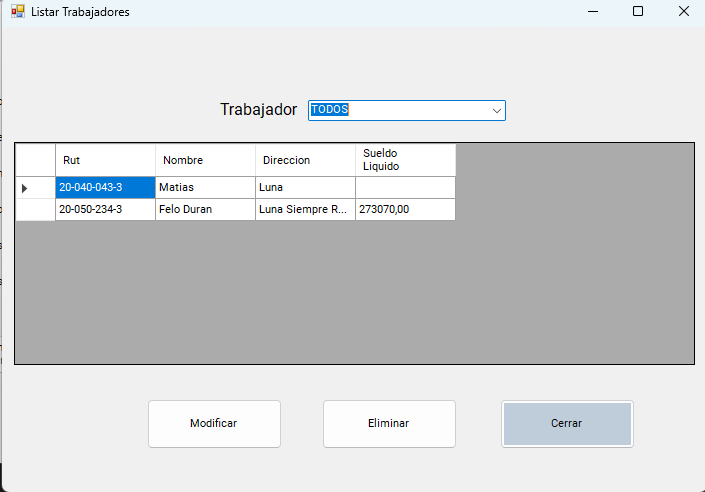 Listar Trabajadores
Trabajador TODOS
Rut Nombre Direccion Sueldo
Liquido
20-040-043-3 Matias Luna
20-050-234-3 Felo Duran Luna Siempre R... 273070,00
Modificar Eliminar Cerrar